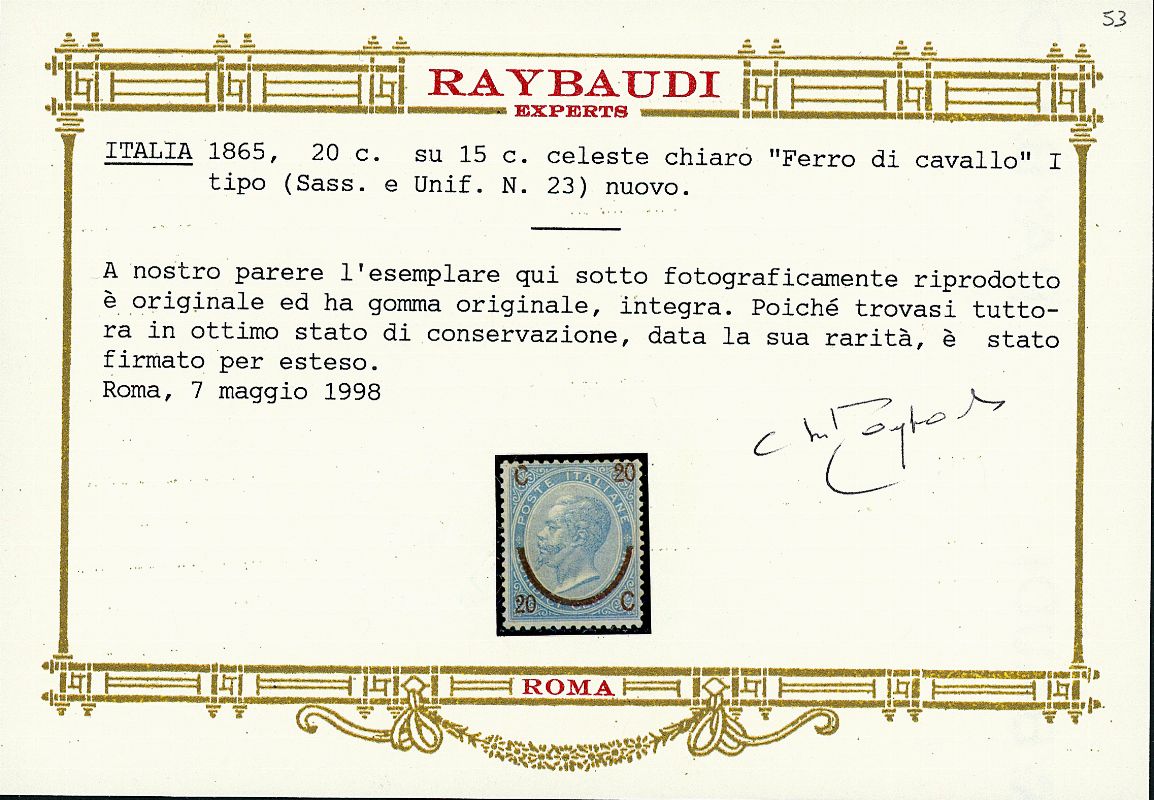 53
RAYBAUDI
EXPERTS
ITALIA 1865, 20 c. su 15 c. celeste chiaro "Ferro di cavallo" I
tipo (Sass. e Unif. N. 23) nuovo.
A nostro parere l'esemplare qui sotto fotograficamente riprodotto
è originale ed ha gomma originale, integra. Poiché trovasi tutto-
ra in ottimo stato di conservazione, data la sua rarità, è stato
firmato per esteso.
Roma, 7 maggio 1998
C 20
POSTE ITALIANE
20 C
ROMA